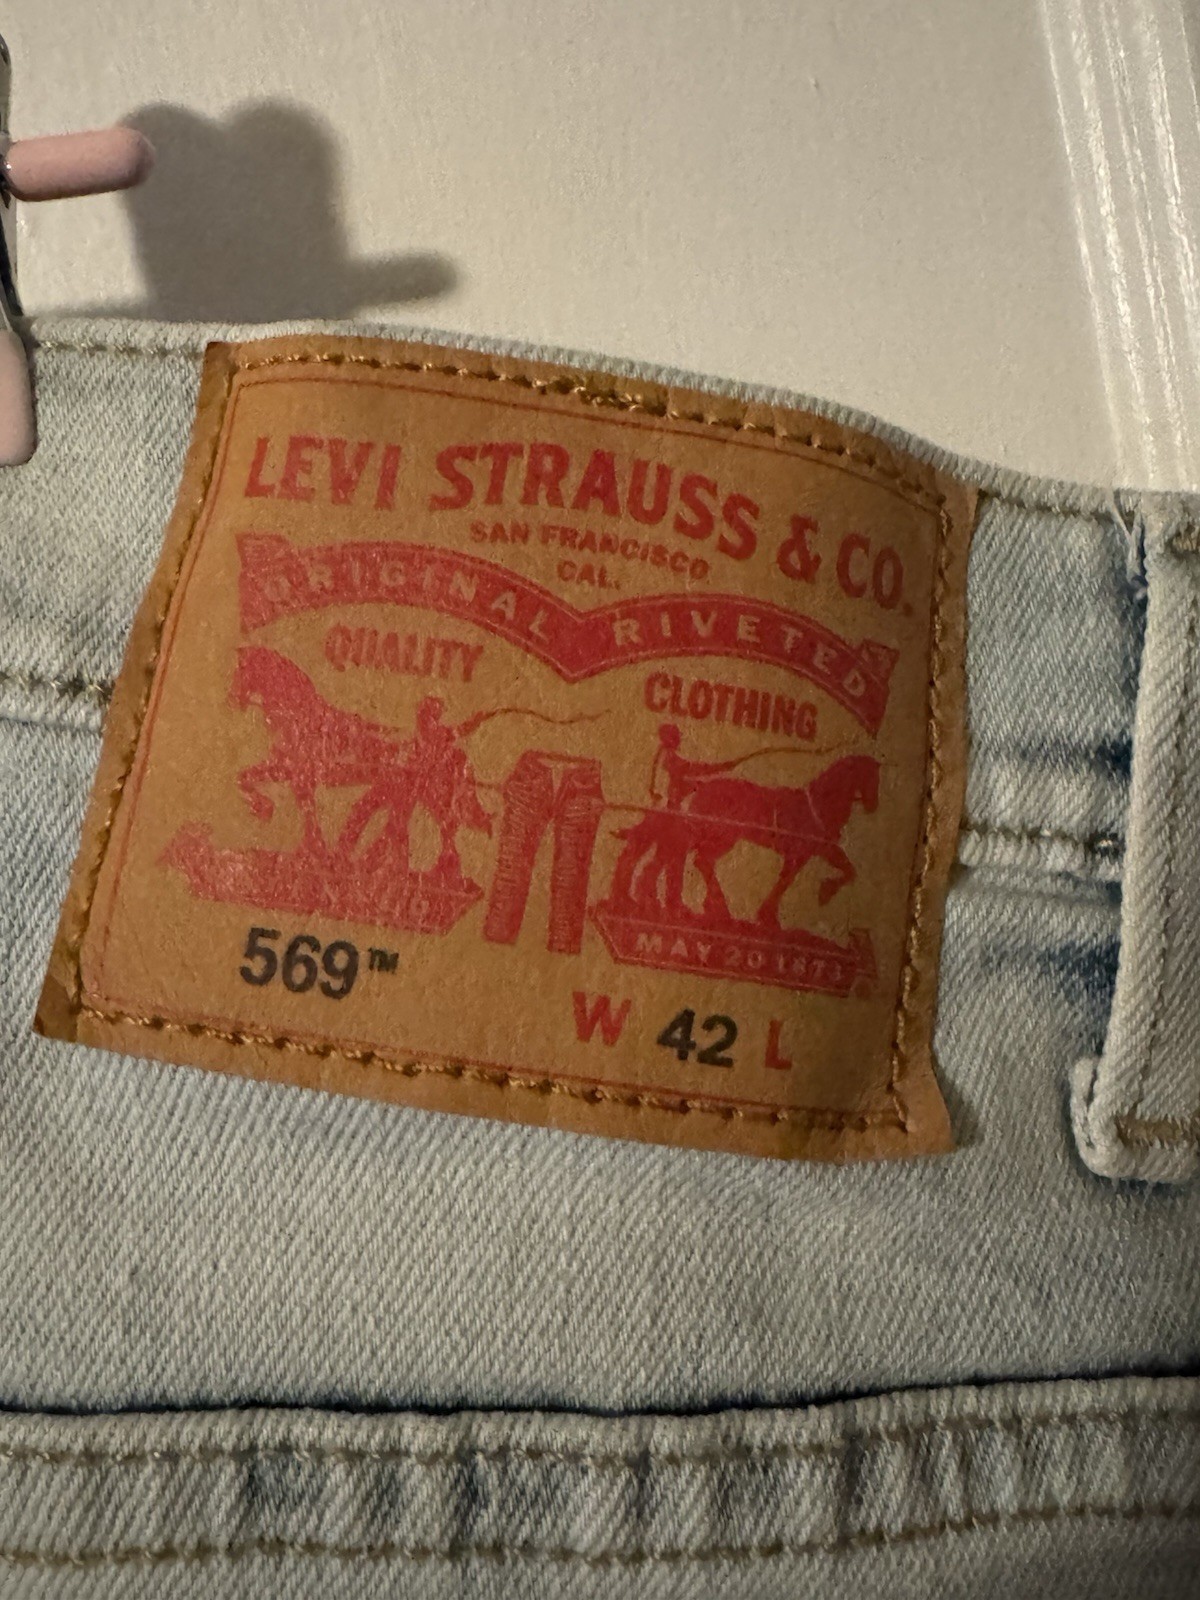 LEVI STRAUSS & CO.
SAN FRANCISCO
CAL.
ORIGINAL RIVETED
QUALITY CLOTHING
MAY 20 1873
569™
W 42 L